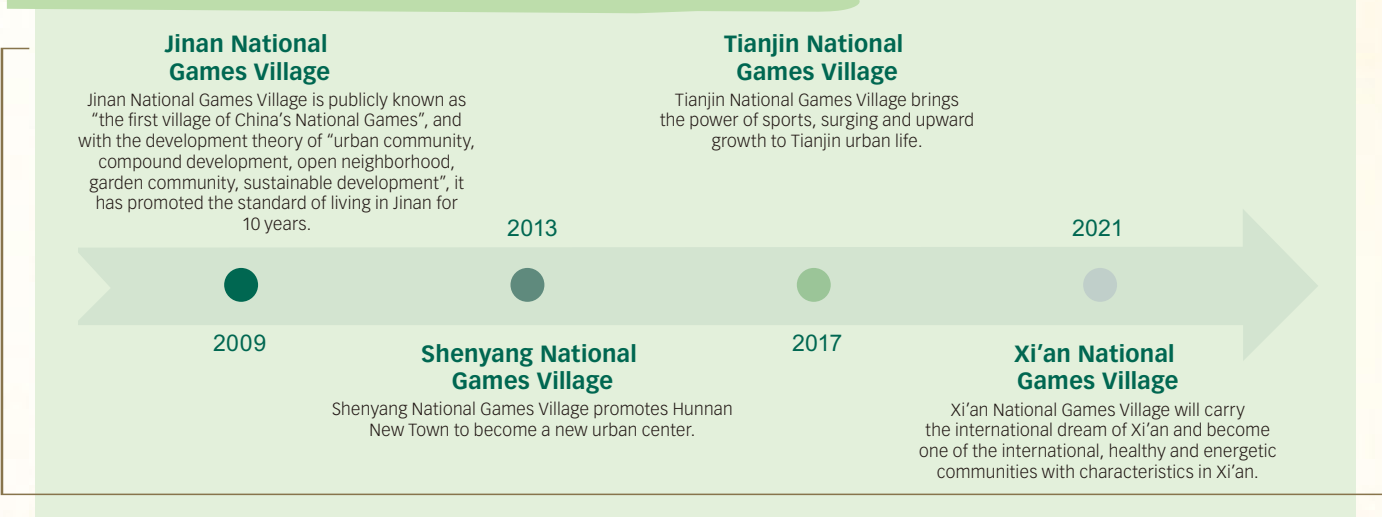 Jinan National
Games Village
Jinan National Games Village is publicly known as
“the first village of China’s National Games”, and
with the development theory of “urban community,
compound development, open neighborhood,
garden community, sustainable development”, it
has promoted the standard of living in Jinan for
10 years.
2009
2013
Shenyang National
Games Village
Shenyang National Games Village promotes Hunnan
New Town to become a new urban center.
Tianjin National
Games Village
Tianjin National Games Village brings
the power of sports, surging and upward
growth to Tianjin urban life.
2017
2021
Xi’an National
Games Village
Xi’an National Games Village will carry
the international dream of Xi’an and become
one of the international, healthy and energetic
communities with characteristics in Xi’an.